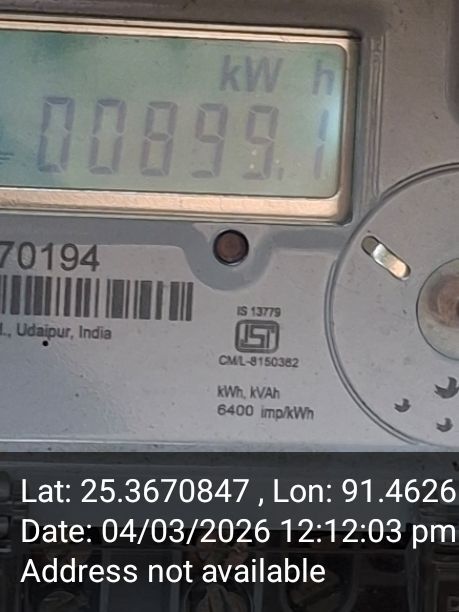 kW h
00899.1
70194
Udaipur, India
IS 13779
ISI
CM/L-8150362
kWh, kVAh
6400 imp/kWh
Lat: 25.3670847 , Lon: 91.4626
Date: 04/03/2026 12:12:03 pm
Address not available